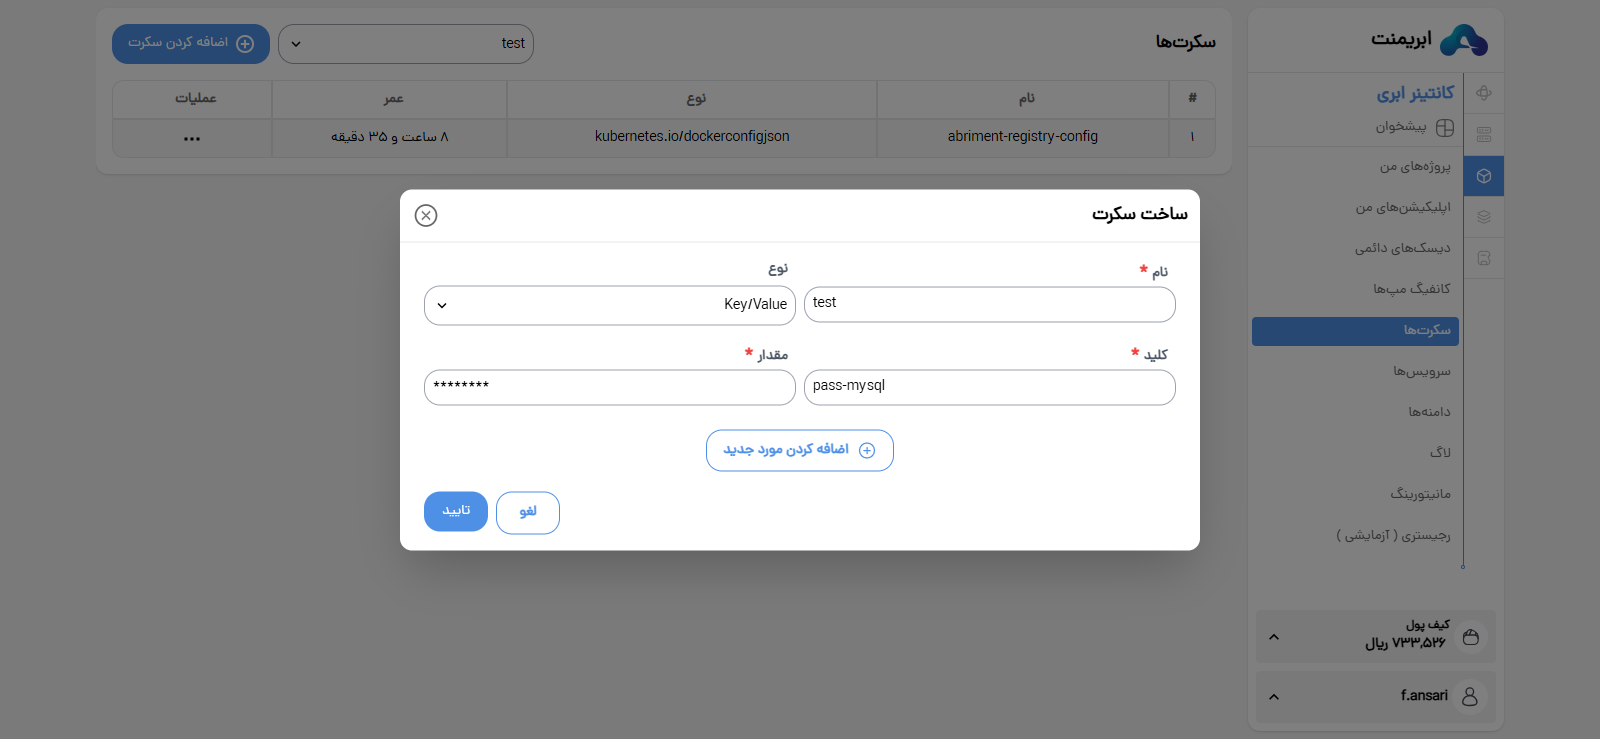 ابریمنت
کانتینر ابری
پیشخوان
پروژه‌های من
اپلیکیشن‌های من
دیسک‌های دائمی
کانفیگ مپ‌ها
سکرت‌ها
سرویس‌ها
دامنه‌ها
لاگ
مانیتورینگ
رجیستری ( آزمایشی )
کیف پول
۷۳۳,۵۲۶ ریال
f.ansari
سکرت‌ها
test
اضافه کردن سکرت
# نام نوع عمر عملیات
۱ abriment-registry-config kubernetes.io/dockerconfigjson ۸ ساعت و ۳۵ دقیقه •••
ساخت سکرت
نام * نوع
test Key/Value
کلید * مقدار *
pass-mysql ********
اضافه کردن مورد جدید
لغو تایید